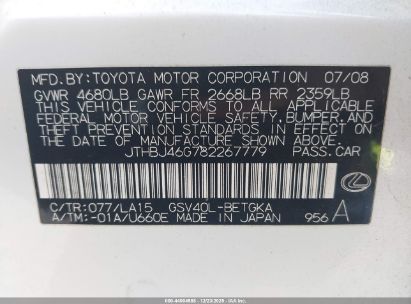 MFD. BY: TOYOTA MOTOR CORPORATION 07/08
GVWR 4680LB GAWR FR 2668LB RR 2359LB
THIS VEHICLE CONFORMS TO ALL APPLICABLE
FEDERAL MOTOR VEHICLE SAFETY, BUMPER, AND
THEFT PREVENTION STANDARDS IN EFFECT ON
THE DATE OF MANUFACTURE SHOWN ABOVE.
JTHBJ46G782267779 PASS.CAR
C/TR: 077/LA15 GSV40L-BETGKA
A/TM: -01A/U660E MADE IN JAPAN 956 A